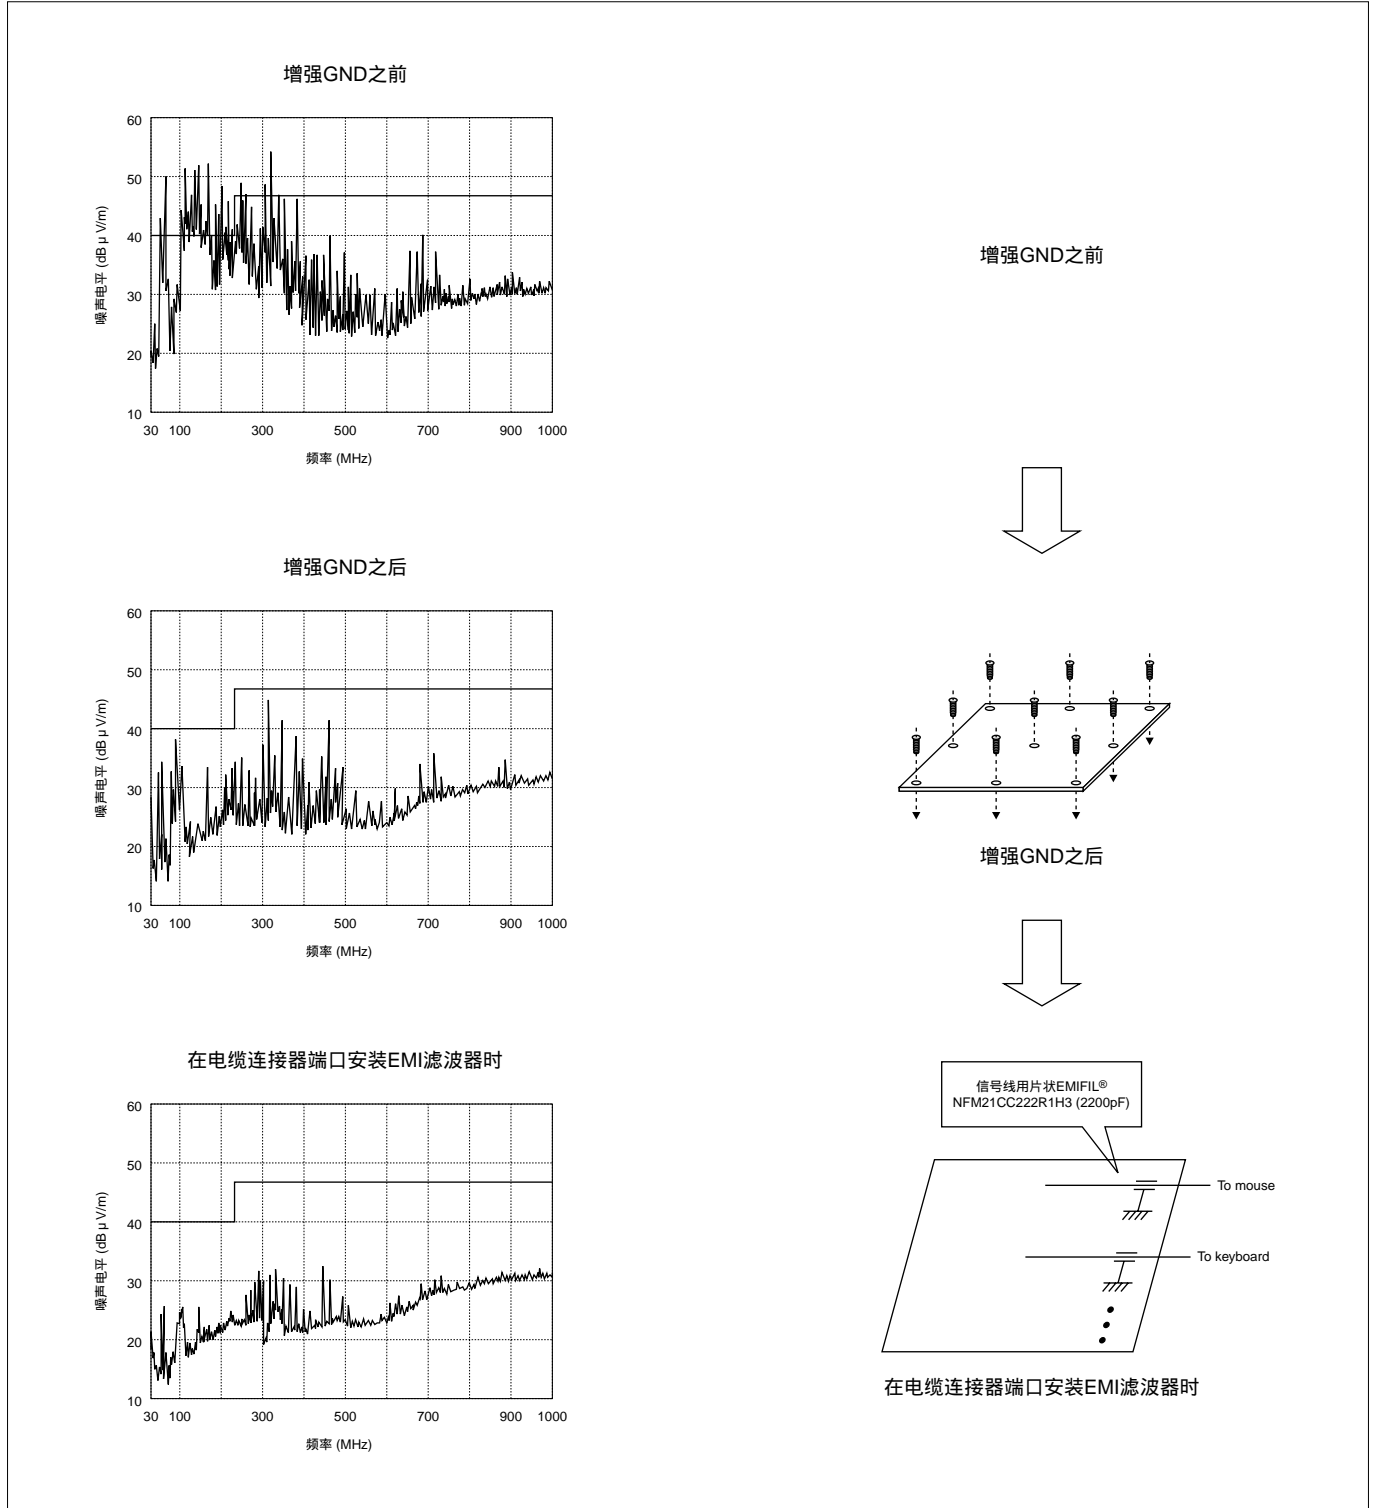 增强GND之前
60
50
40
30
20
10
噪声电平 (dB μ V/m)
30 100 300 500 700 900 1000
频率 (MHz)
增强GND之前
增强GND之后
60
50
40
30
20
10
噪声电平 (dB μ V/m)
30 100 300 500 700 900 1000
频率 (MHz)
增强GND之后
在电缆连接器端口安装EMI滤波器时
60
50
40
30
20
10
噪声电平 (dB μ V/m)
30 100 300 500 700 900 1000
频率 (MHz)
信号线用片状EMIFIL®
NFM21CC222R1H3 (2200pF)
To mouse
To keyboard
在电缆连接器端口安装EMI滤波器时